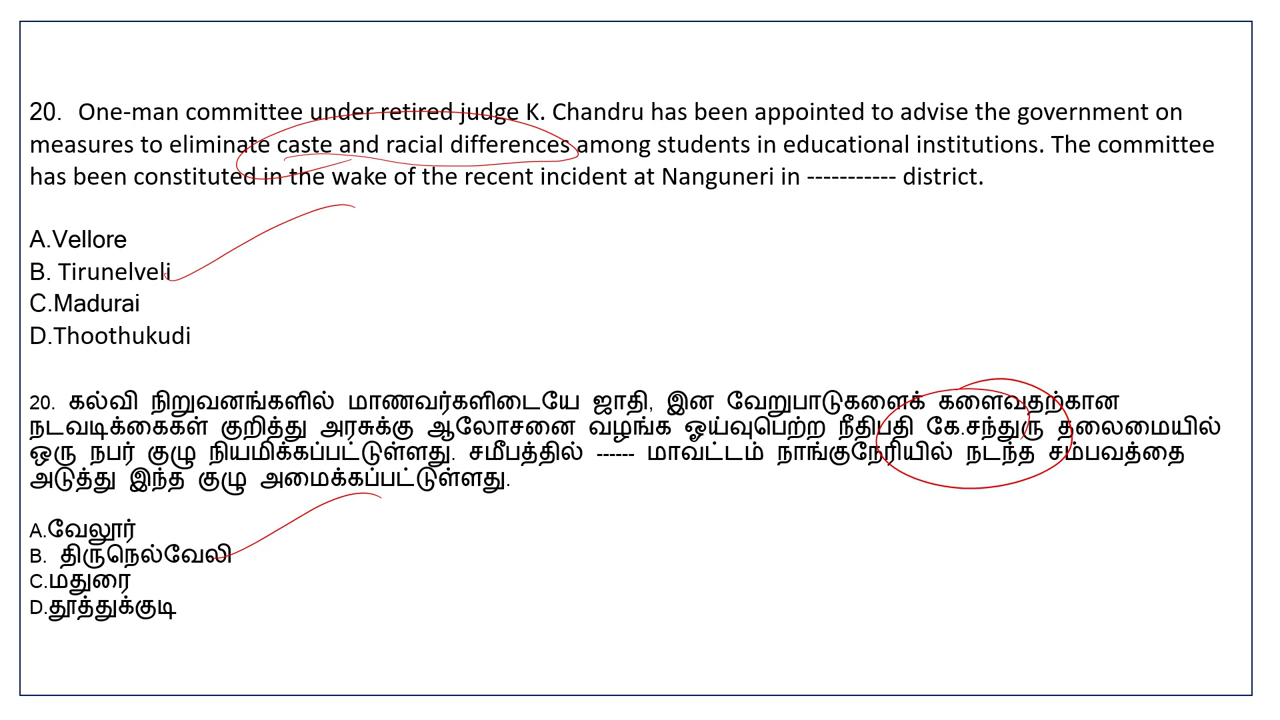 20. One-man committee under retired judge K. Chandru has been appointed to advise the government on
measures to eliminate caste and racial differences among students in educational institutions. The committee
has been constituted in the wake of the recent incident at Nanguneri in ----------- district.
A.Vellore
B. Tirunelveli
C.Madurai
D.Thoothukudi
20. கல்வி நிறுவனங்களில் மாணவர்களிடையே ஜாதி, இன வேறுபாடுகளைக் களைவதற்கான
நடவடிக்கைகள் குறித்து அரசுக்கு ஆலோசனை வழங்க ஓய்வுபெற்ற நீதிபதி கே.சந்துரு தலைமையில்
ஒரு நபர் குழு நியமிக்கப்பட்டுள்ளது. சமீபத்தில் ------ மாவட்டம் நாங்குநேரியில் நடந்த சம்பவத்தை
அடுத்து இந்த குழு அமைக்கப்பட்டுள்ளது.
A.வேலூர்
B. திருநெல்வேலி
C.மதுரை
D.தூத்துக்குடி